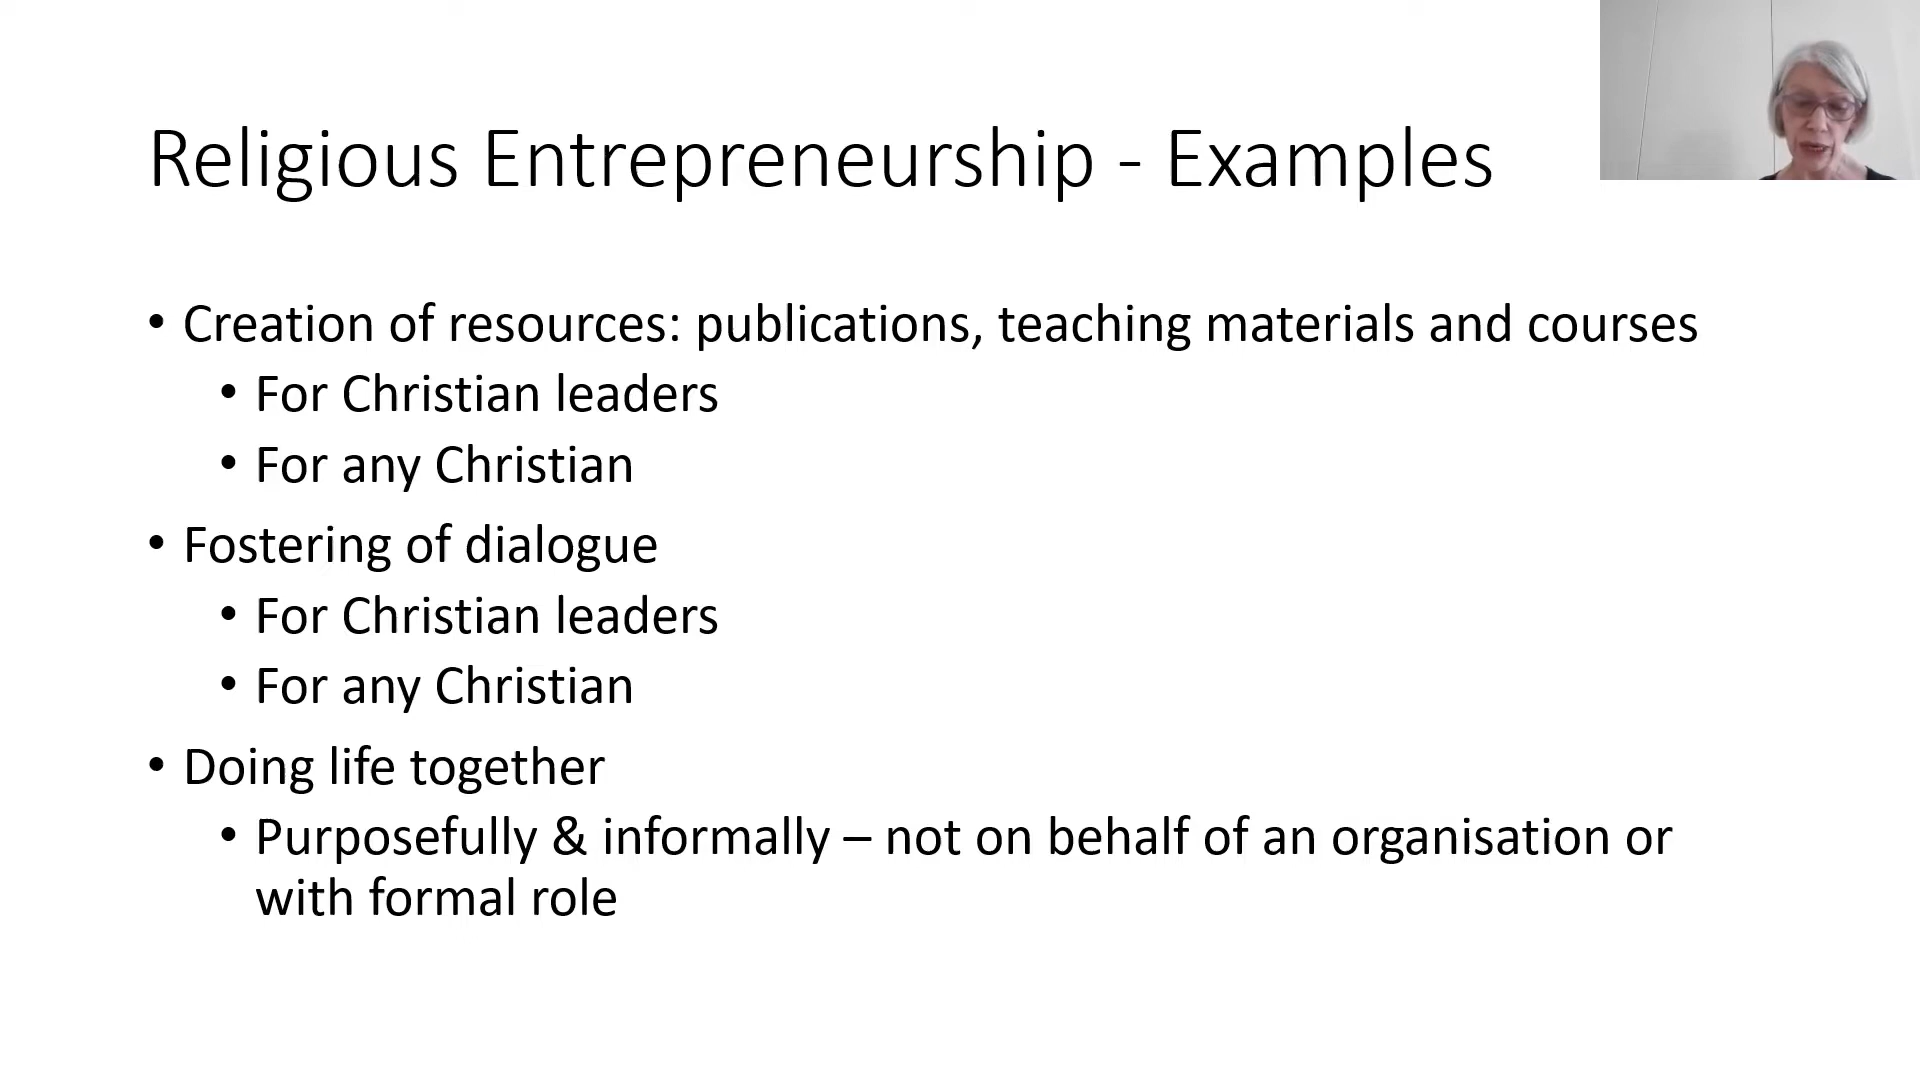 Religious Entrepreneurship - Examples
• Creation of resources: publications, teaching materials and courses
• For Christian leaders
• For any Christian
• Fostering of dialogue
• For Christian leaders
• For any Christian
• Doing life together
• Purposefully & informally – not on behalf of an organisation or
with formal role